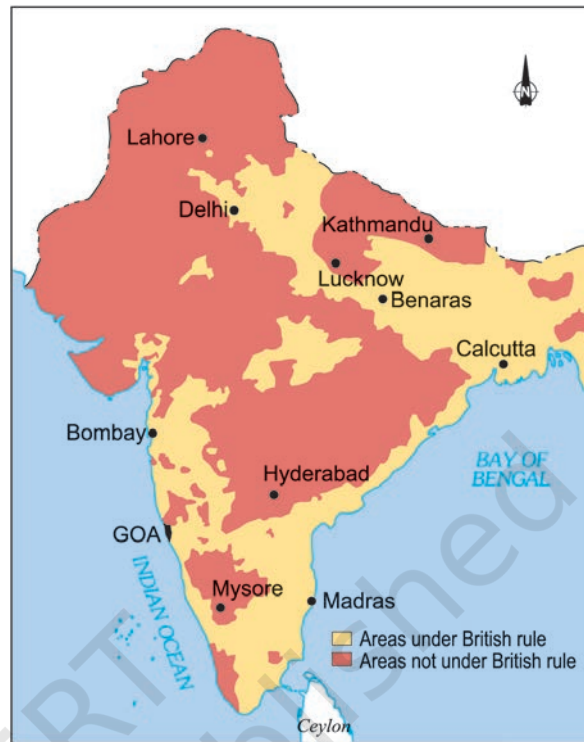 N
Lahore
Delhi
Kathmandu
Lucknow
Benaras
Calcutta
Bombay
Hyderabad
BAY OF
BENGAL
GOA
INDIAN OCEAN
Mysore
Madras
Areas under British rule
Areas not under British rule
Ceylon